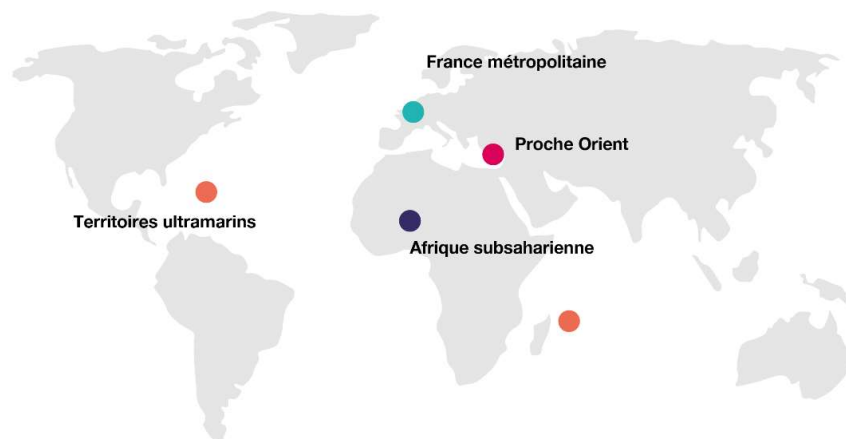 France métropolitaine
Proche Orient
Territoires ultramarins
Afrique subsaharienne